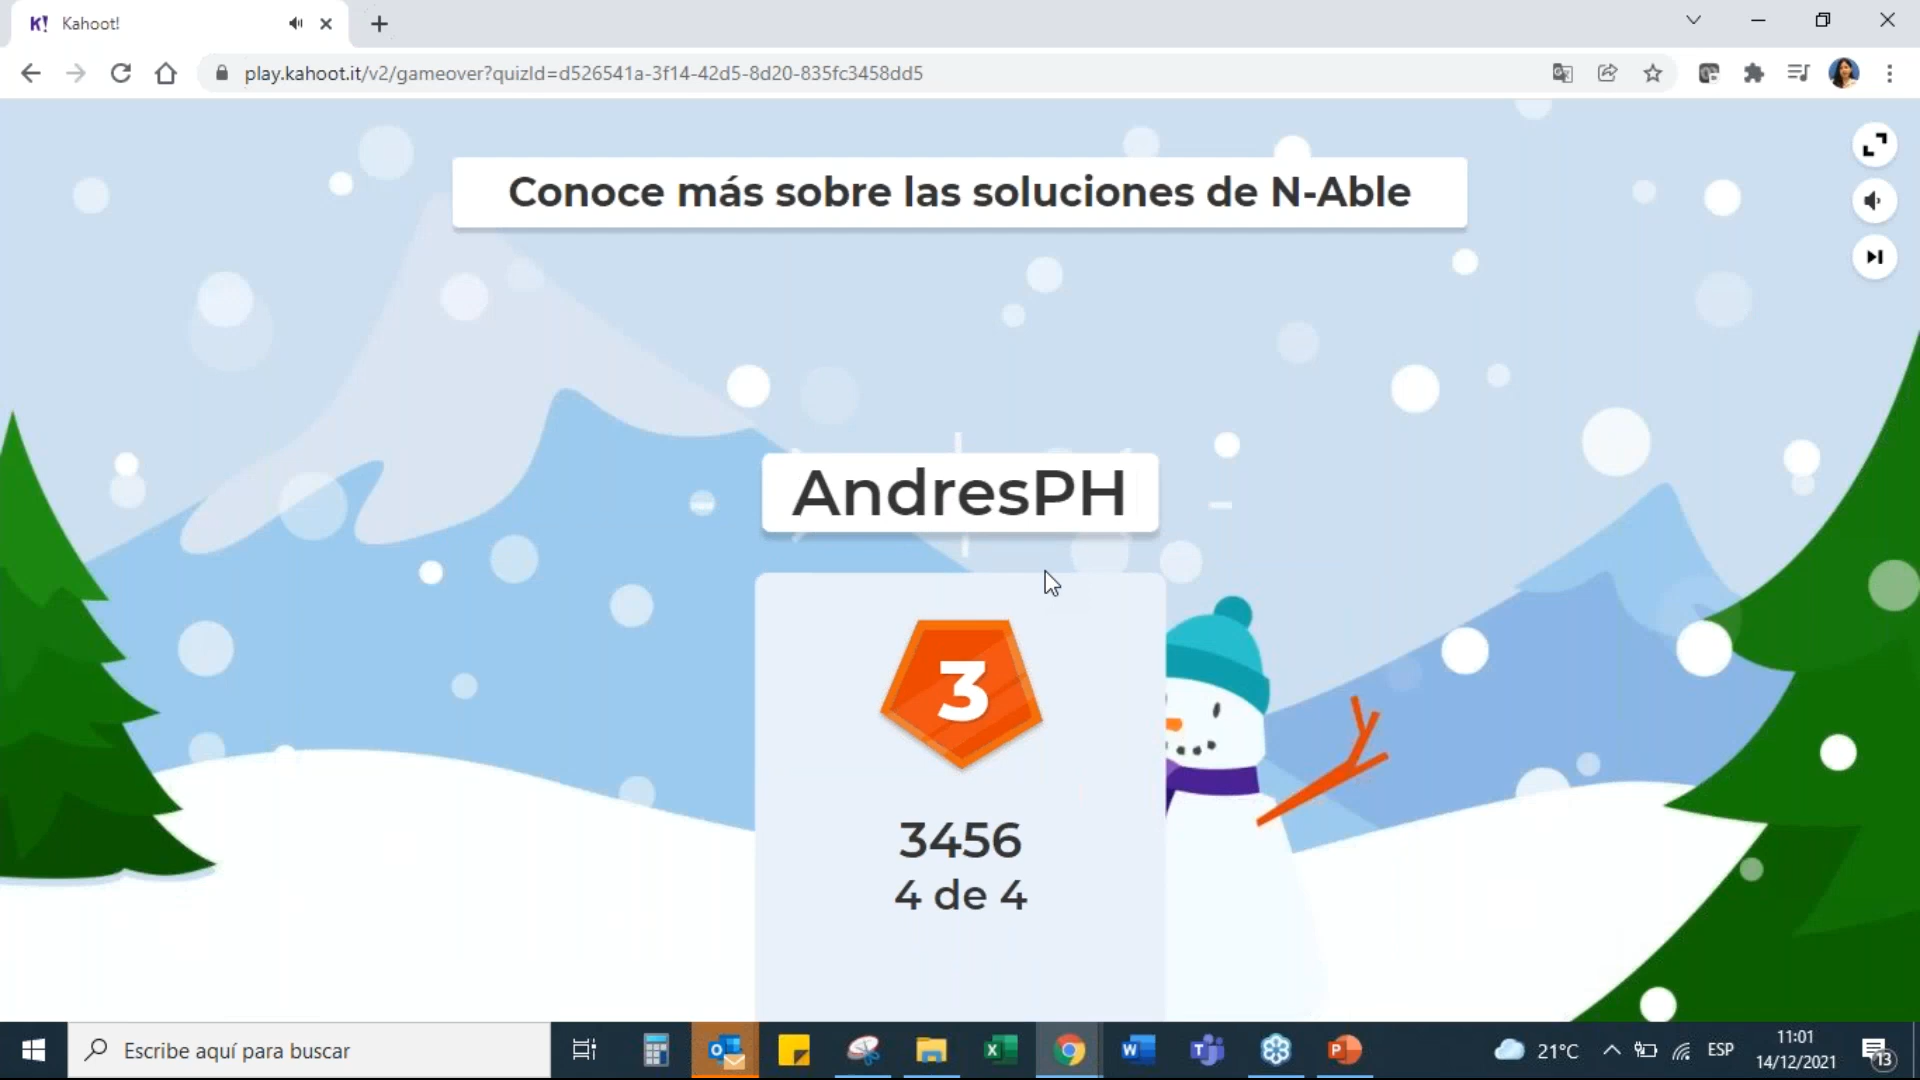 K! Kahoot!
play.kahoot.it/v2/gameover?quizId=d526541a-3f14-42d5-8d20-835fc3458dd5
Conoce más sobre las soluciones de N-Able
AndresPH
3
3456
4 de 4
Escribe aquí para buscar
21°C
ESP
11:01
14/12/2021
13